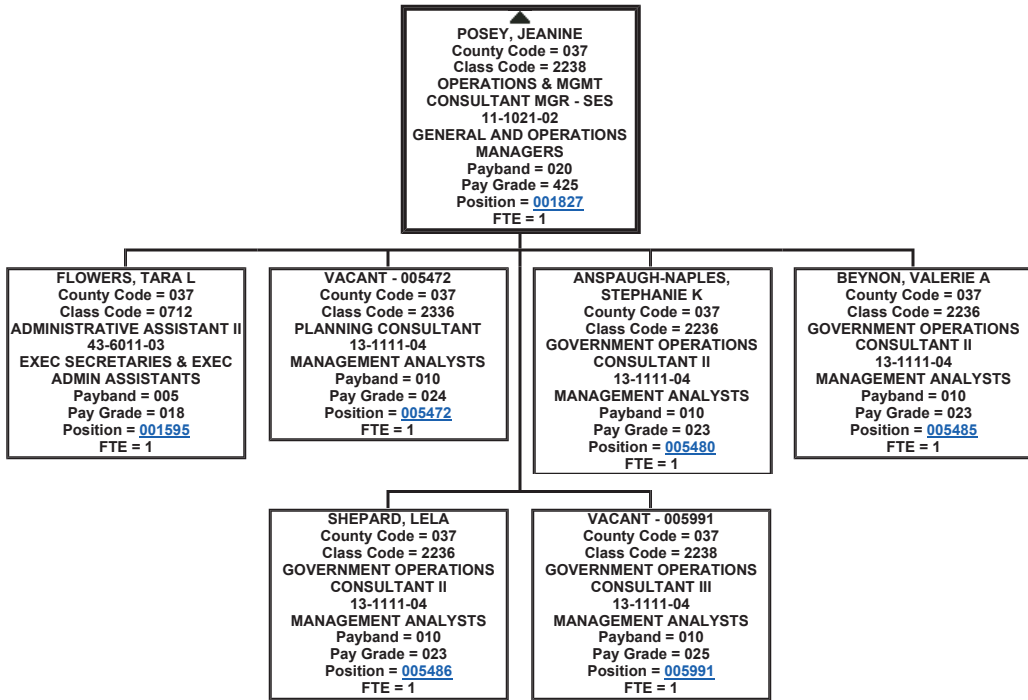 POSEY, JEANINE
County Code = 037
Class Code = 2238
OPERATIONS & MGMT
CONSULTANT MGR - SES
11-1021-02
GENERAL AND OPERATIONS
MANAGERS
Payband = 020
Pay Grade = 425
Position = 001827
FTE = 1
FLOWERS, TARA L
County Code = 037
Class Code = 0712
ADMINISTRATIVE ASSISTANT II
43-6011-03
EXEC SECRETARIES & EXEC
ADMIN ASSISTANTS
Payband = 005
Pay Grade = 018
Position = 001595
FTE = 1
VACANT - 005472
County Code = 037
Class Code = 2336
PLANNING CONSULTANT
13-1111-04
MANAGEMENT ANALYSTS
Payband = 010
Pay Grade = 024
Position = 005472
FTE = 1
ANSPAUGH-NAPLES,
STEPHANIE K
County Code = 037
Class Code = 2236
GOVERNMENT OPERATIONS
CONSULTANT II
13-1111-04
MANAGEMENT ANALYSTS
Payband = 010
Pay Grade = 023
Position = 005480
FTE = 1
BEYNON, VALERIE A
County Code = 037
Class Code = 2236
GOVERNMENT OPERATIONS
CONSULTANT II
13-1111-04
MANAGEMENT ANALYSTS
Payband = 010
Pay Grade = 023
Position = 005485
FTE = 1
SHEPARD, LELA
County Code = 037
Class Code = 2236
GOVERNMENT OPERATIONS
CONSULTANT II
13-1111-04
MANAGEMENT ANALYSTS
Payband = 010
Pay Grade = 023
Position = 005486
FTE = 1
VACANT - 005991
County Code = 037
Class Code = 2238
GOVERNMENT OPERATIONS
CONSULTANT III
13-1111-04
MANAGEMENT ANALYSTS
Payband = 010
Pay Grade = 025
Position = 005991
FTE = 1